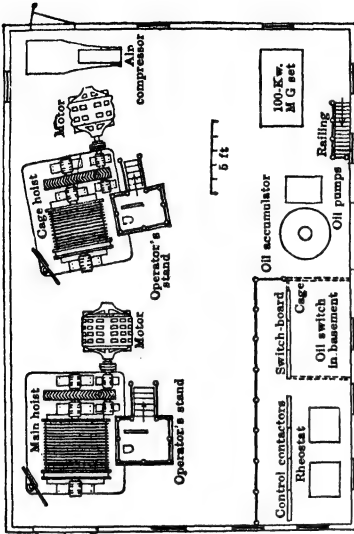 Air
compressor
Motor
Cage hoist
Operator's
stand
Motor
Main hoist
Operator's stand
5 ft
100-Kw.
M G set
Railing
Oil pumps
Oil accumulator
Switch-board
Cage
Oil switch
in basement
Control contactors
Rheostat